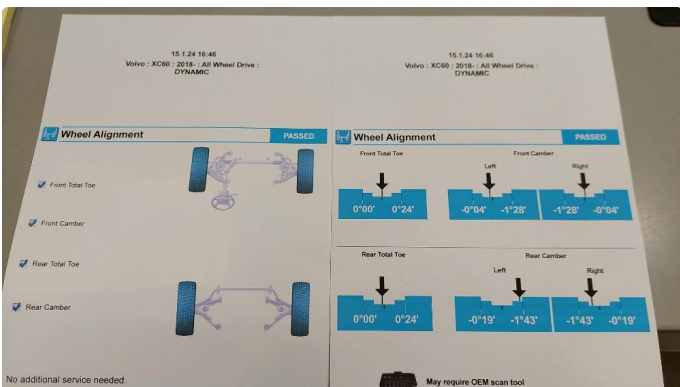 15.1.24 16:46
Volvo : XC60 : 2018- : All Wheel Drive :
DYNAMIC
Wheel Alignment PASSED
Front Total Toe
Front Camber
Rear Total Toe
Rear Camber
No additional service needed.
15.1.24 16:46
Volvo : XC60 : 2018- : All Wheel Drive :
DYNAMIC
Wheel Alignment PASSED
Front Total Toe Front Camber
Left Right
0°00' 0°24' -0°04' -1°28' -1°28' -0°04'
Rear Total Toe Rear Camber
Left Right
0°00' 0°24' -0°19' -1°43' -1°43' -0°19'
May require OEM scan tool